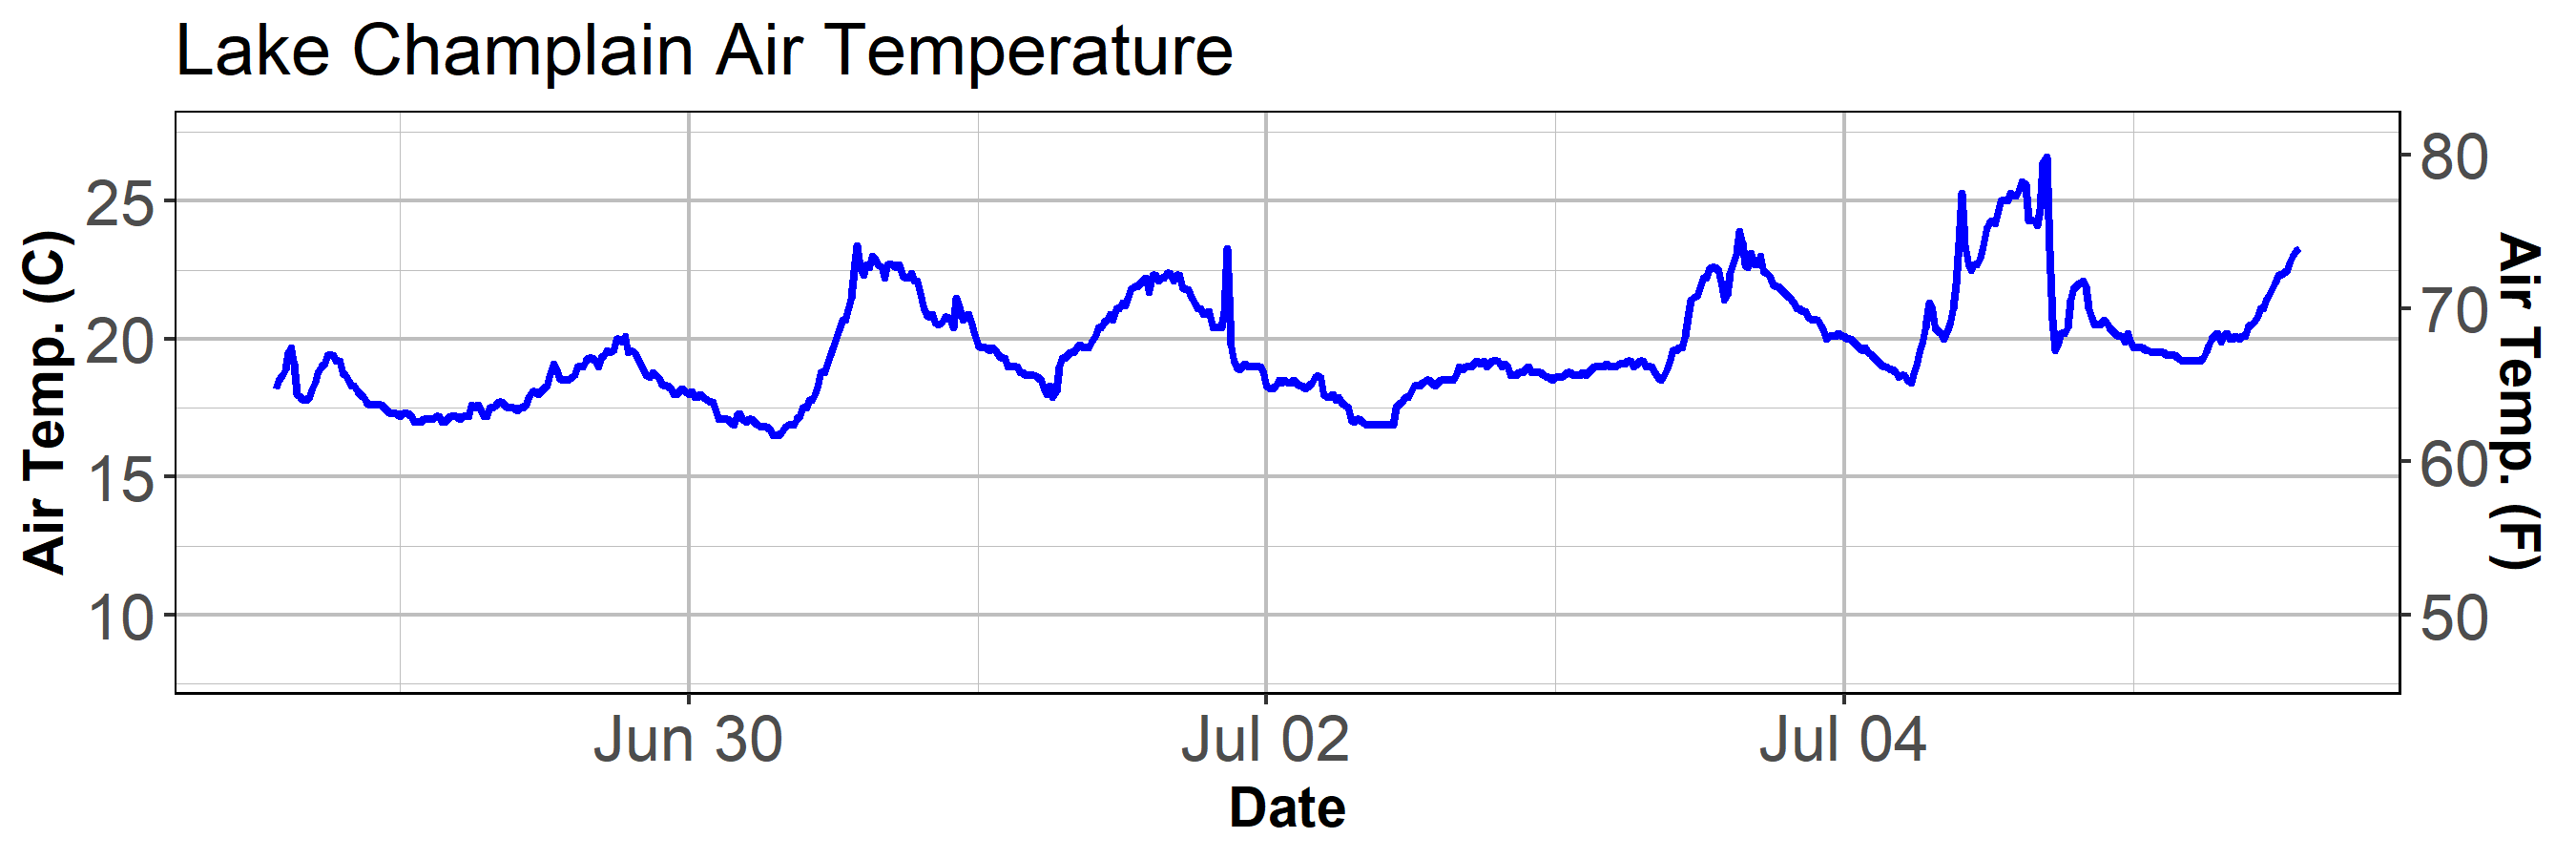 Lake Champlain Air Temperature
Air Temp. (C)
25
20
15
10
80
70
60
50
Air Temp. (F)
Jun 30
Jul 02
Jul 04
Date